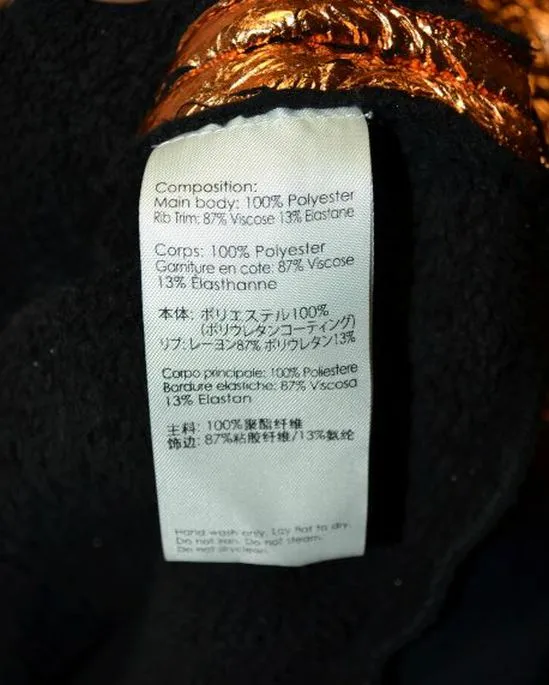 Composition:
Main body: 100% Polyester
Rib Trim: 87% Viscose 13% Elastane
Corps: 100% Polyester
Garniture en cote: 87% Viscose
13% Elasthanne
本体: ポリエステル100%
(ポリウレタンコーティング)
リブ: レーヨン87% ポリウレタン13%
Corpo principale: 100% Poliestere
Bordure elastiche: 87% Viscosa
13% Elastan
主料: 100%聚酯纤维
饰边: 87%粘胶纤维/13%氨纶
Hand wash only. Lay flat to dry.
Do not iron. Do not steam.
Do not dryclean.